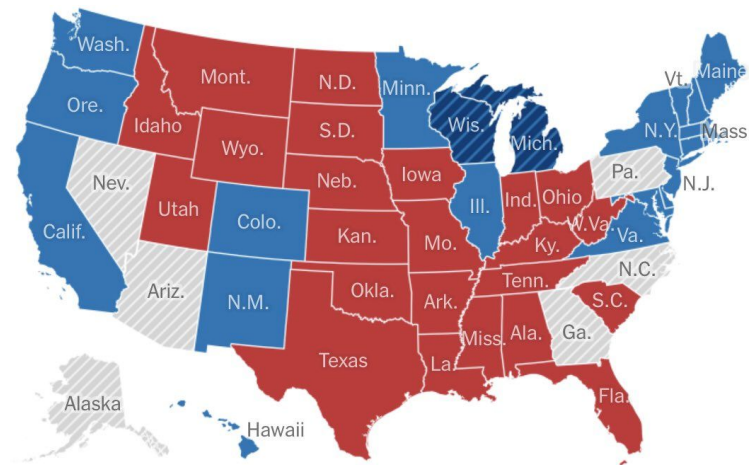 Wash.
Mont.
N.D.
Minn.
Vt.
Maine
Ore.
Idaho
S.D.
Wis.
Mich.
N.Y.
Mass
Wyo.
Nev.
Neb.
Iowa
Pa.
N.J.
Utah
Colo.
Ill.
Ind.
Ohio
W.Va.
Va.
Calif.
Kan.
Mo.
Ky.
Ariz.
N.M.
Okla.
Ark.
Tenn.
N.C.
S.C.
Texas
La.
Miss.
Ala.
Ga.
Fla.
Alaska
Hawaii